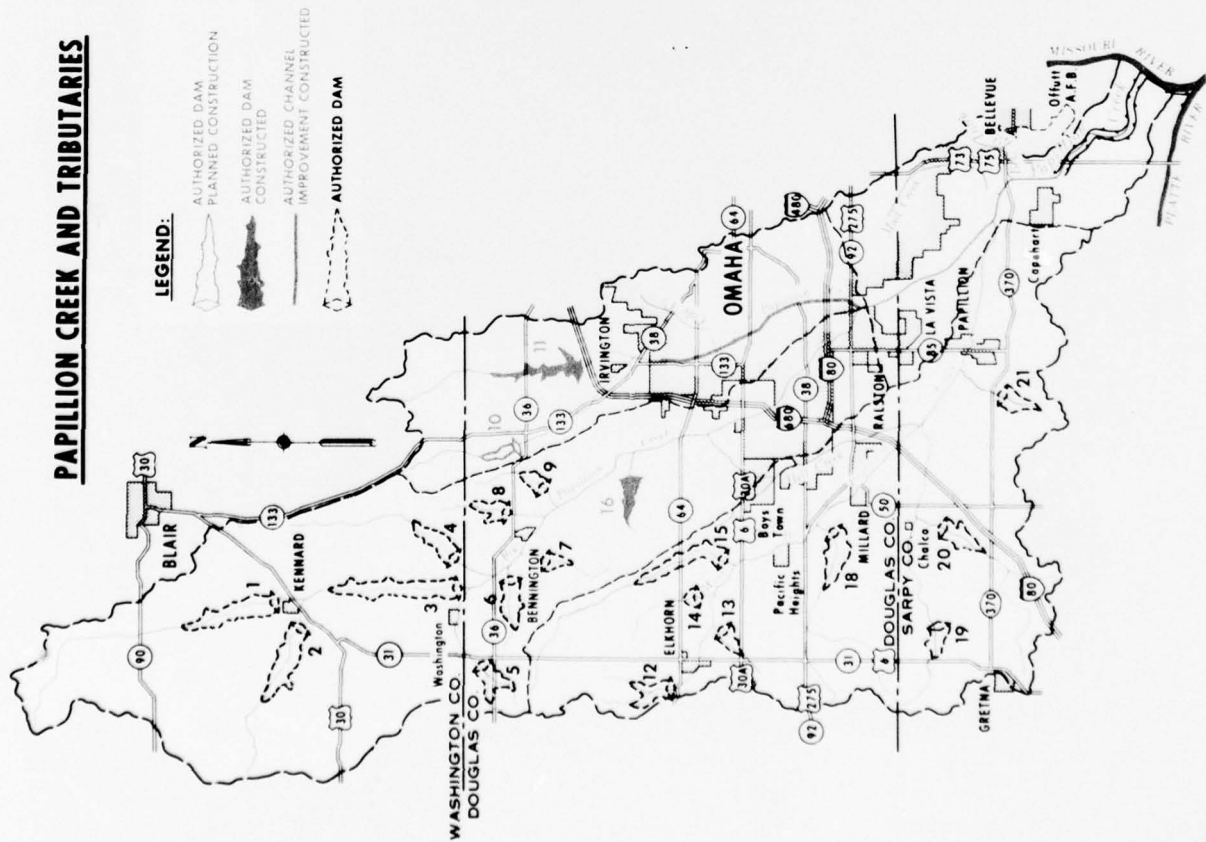 PAPILLION CREEK AND TRIBUTARIES
LEGEND:
AUTHORIZED DAM
PLANNED CONSTRUCTION
AUTHORIZED DAM
CONSTRUCTED
AUTHORIZED CHANNEL
IMPROVEMENT CONSTRUCTED
AUTHORIZED DAM
N
30
BLAIR
90
133
KENNARD
1
2
30
31
3
4
Washington
WASHINGTON CO.
DOUGLAS CO.
36
5
6
BENNINGTON
7
8
9
10
11
36
133
IRVINGTON
38
16
64
133
64
OMAHA
ELKHORN
12
13
14
15
30A
6
30A
Boys
Town
Pacific
Heights
680
38
80
480
92
275
92
275
31
18
MILLARD
RALSTON
50
6
DOUGLAS CO.
SARPY CO.
Chalco
20
19
370
80
GRETNA
LA VISTA
85
PAPILLION
21
370
Capehart
73
75
BELLEVUE
Offutt
A.F.B.
MISSOURI RIVER
PLATTE RIVER